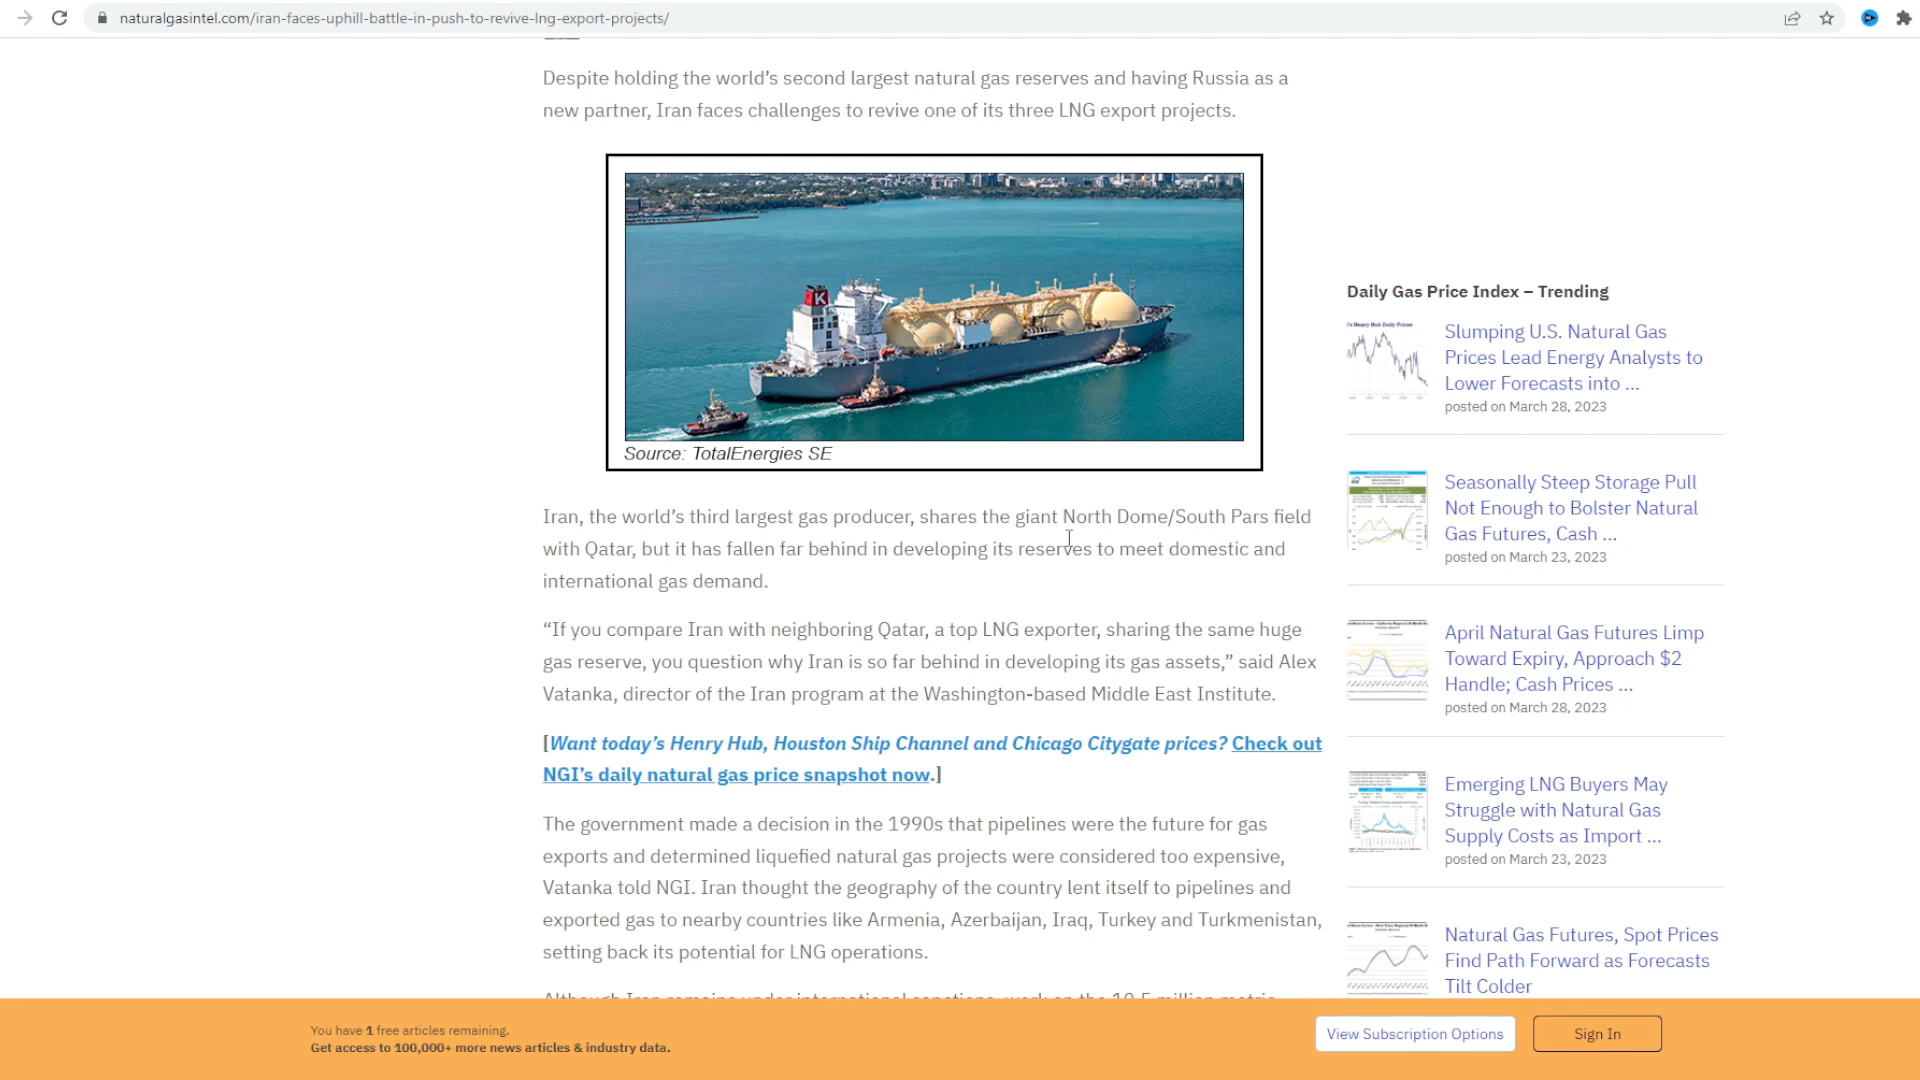 naturalgasintel.com/iran-faces-uphill-battle-in-push-to-revive-lng-export-projects/
Despite holding the world's second largest natural gas reserves and having Russia as a
new partner, Iran faces challenges to revive one of its three LNG export projects.
K
Source: TotalEnergies SE
Iran, the world's third largest gas producer, shares the giant North Dome/South Pars field
with Qatar, but it has fallen far behind in developing its reserves to meet domestic and
international gas demand.
“If you compare Iran with neighboring Qatar, a top LNG exporter, sharing the same huge
gas reserve, you question why Iran is so far behind in developing its gas assets,” said Alex
Vatanka, director of the Iran program at the Washington-based Middle East Institute.
[Want today's Henry Hub, Houston Ship Channel and Chicago Citygate prices? Check out
NGI's daily natural gas price snapshot now.]
The government made a decision in the 1990s that pipelines were the future for gas
exports and determined liquefied natural gas projects were considered too expensive,
Vatanka told NGI. Iran thought the geography of the country lent itself to pipelines and
exported gas to nearby countries like Armenia, Azerbaijan, Iraq, Turkey and Turkmenistan,
setting back its potential for LNG operations.
Although Iran remains under international sanctions, work on the 10.5 million metric
Daily Gas Price Index – Trending
Slumping U.S. Natural Gas
Prices Lead Energy Analysts to
Lower Forecasts into ...
posted on March 28, 2023
Seasonally Steep Storage Pull
Not Enough to Bolster Natural
Gas Futures, Cash ...
posted on March 23, 2023
April Natural Gas Futures Limp
Toward Expiry, Approach $2
Handle; Cash Prices ...
posted on March 28, 2023
Emerging LNG Buyers May
Struggle with Natural Gas
Supply Costs as Import ...
posted on March 23, 2023
Natural Gas Futures, Spot Prices
Find Path Forward as Forecasts
Tilt Colder
You have 1 free articles remaining.
Get access to 100,000+ more news articles & industry data.
View Subscription Options
Sign In